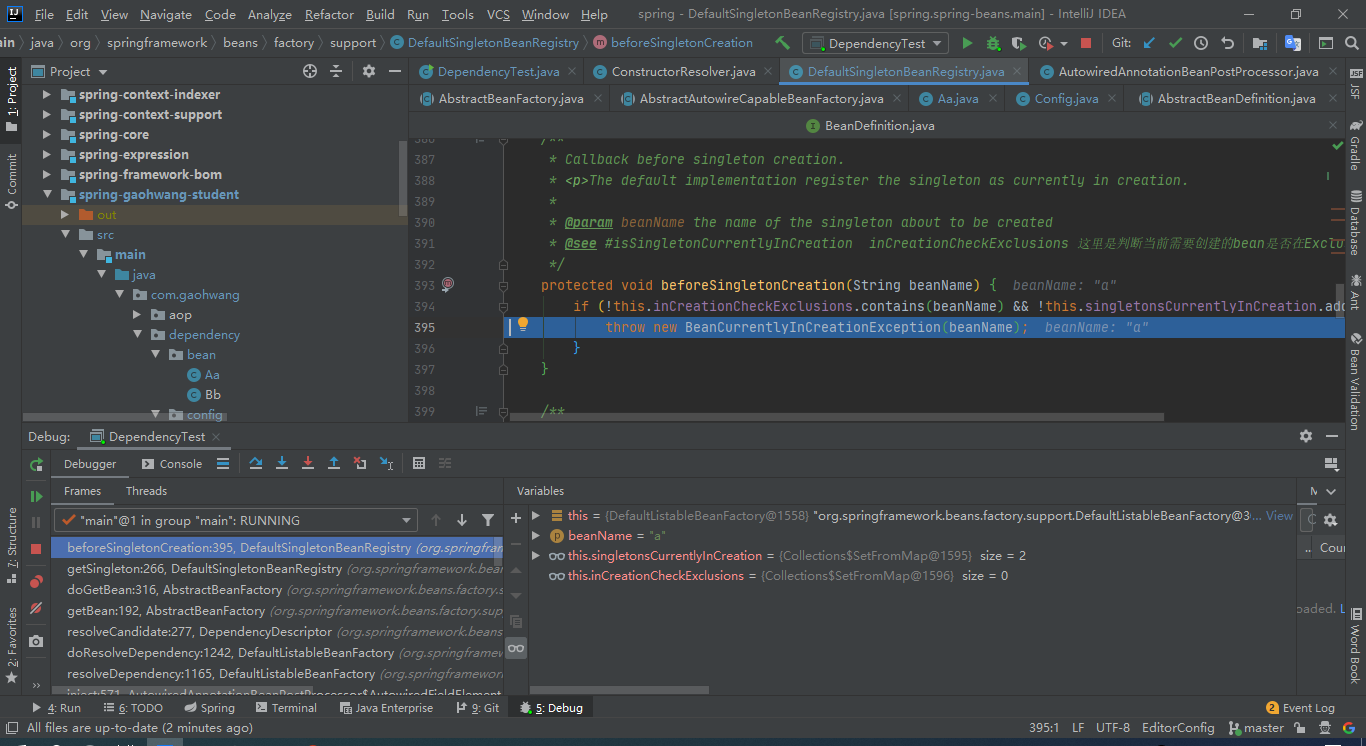 File Edit View Navigate Code Analyze Refactor Build Run Tools VCS Window Help spring - DefaultSingletonBeanRegistry.java [spring.spring-beans.main] - IntelliJ IDEA
ain java org springframework beans factory support DefaultSingletonBeanRegistry beforeSingletonCreation DependencyTest Git:
Project
DependencyTest.java ConstructorResolver.java DefaultSingletonBeanRegistry.java AutowiredAnnotationBeanPostProcessor.java
AbstractBeanFactory.java AbstractAutowireCapableBeanFactory.java Aa.java Config.java AbstractBeanDefinition.java
BeanDefinition.java
1: Project
Commit
7: Structure
2: Favorites
spring-context-indexer
spring-context-support
spring-core
spring-expression
spring-framework-bom
spring-gaohwang-student
out
src
main
java
com.gaohwang
aop
dependency
bean
Aa
Bb
config
386 /**
387 * Callback before singleton creation.
388 * <p>The default implementation register the singleton as currently in creation.
389 *
390 * @param beanName the name of the singleton about to be created
391 * @see #isSingletonCurrentlyInCreation inCreationCheckExclusions 这里是判断当前需要创建的bean是否在Exclu
392 */
393 protected void beforeSingletonCreation(String beanName) { beanName: "a"
394 if (!this.inCreationCheckExclusions.contains(beanName) && !this.singletonsCurrentlyInCreation.add
395 throw new BeanCurrentlyInCreationException(beanName); beanName: "a"
396 }
397 }
398
399 /**
JSF
Gradle
Database
Ant
Bean Validation
Word Book
Debug: DependencyTest
Debugger Console
Frames Threads
"main"@1 in group "main": RUNNING
beforeSingletonCreation:395, DefaultSingletonBeanRegistry (org.springfran
getSingleton:266, DefaultSingletonBeanRegistry (org.springframework.be
doGetBean:316, AbstractBeanFactory (org.springframework.beans.factory.s
getBean:192, AbstractBeanFactory (org.springframework.beans.factory.sup
resolveCandidate:277, DependencyDescriptor (org.springframework.beans
doResolveDependency:1242, DefaultListableBeanFactory (org.springframew
resolveDependency:1165, DefaultListableBeanFactory (org.springframewor
inject:571, AutowiredAnnotationBeanPostProcessor$AutowiredFieldElement
Variables
this = {DefaultListableBeanFactory@1558} "org.springframework.beans.factory.support.DefaultListableBeanFactory@3... View
beanName = "a"
this.singletonsCurrentlyInCreation = {Collections$SetFromMap@1595} size = 2
this.inCreationCheckExclusions = {Collections$SetFromMap@1596} size = 0
Coun
oaded. L
4: Run 6: TODO Spring Terminal Java Enterprise 9: Git 5: Debug 2 Event Log
All files are up-to-date (2 minutes ago) 395:1 LF UTF-8 EditorConfig master